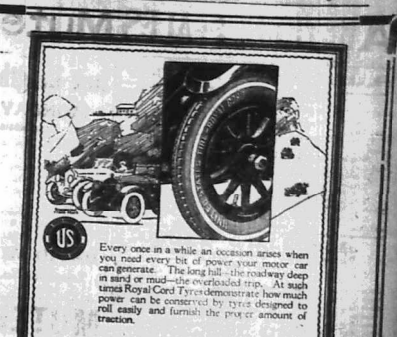 US
Every once in a while an occasion arises when
you need every bit of power your motor car
can generate. The long hill—the roadway deep
in sand or mud—the overloaded trip. At such
times Royal Cord Tyres demonstrate how much
power can be conserved by tyres designed to
roll easily and furnish the proper amount of
traction.